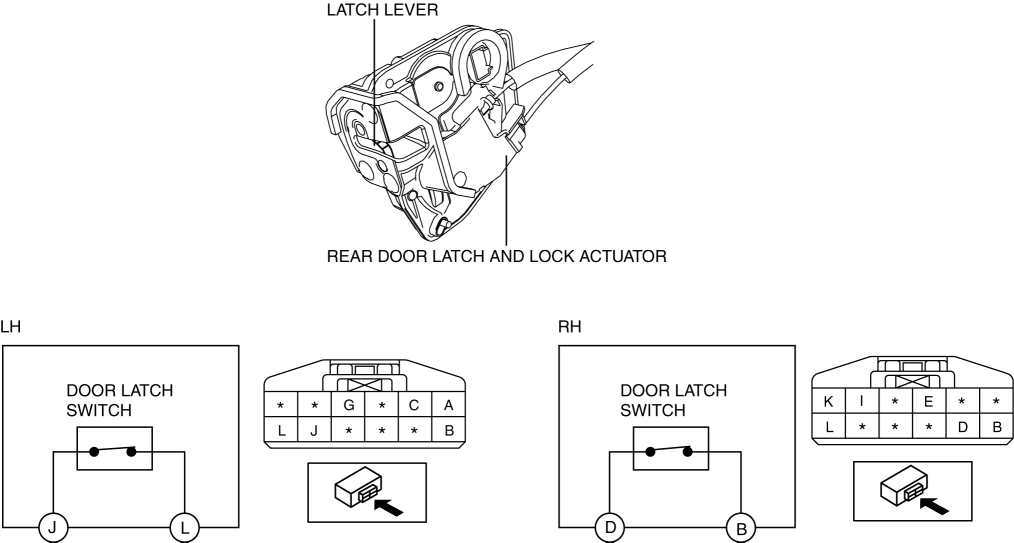 LATCH LEVER
REAR DOOR LATCH AND LOCK ACTUATOR
LH
DOOR LATCH
SWITCH
J
L
* * G * C A
L J * * * B
RH
DOOR LATCH
SWITCH
D
B
K I * E * *
L * * * D B